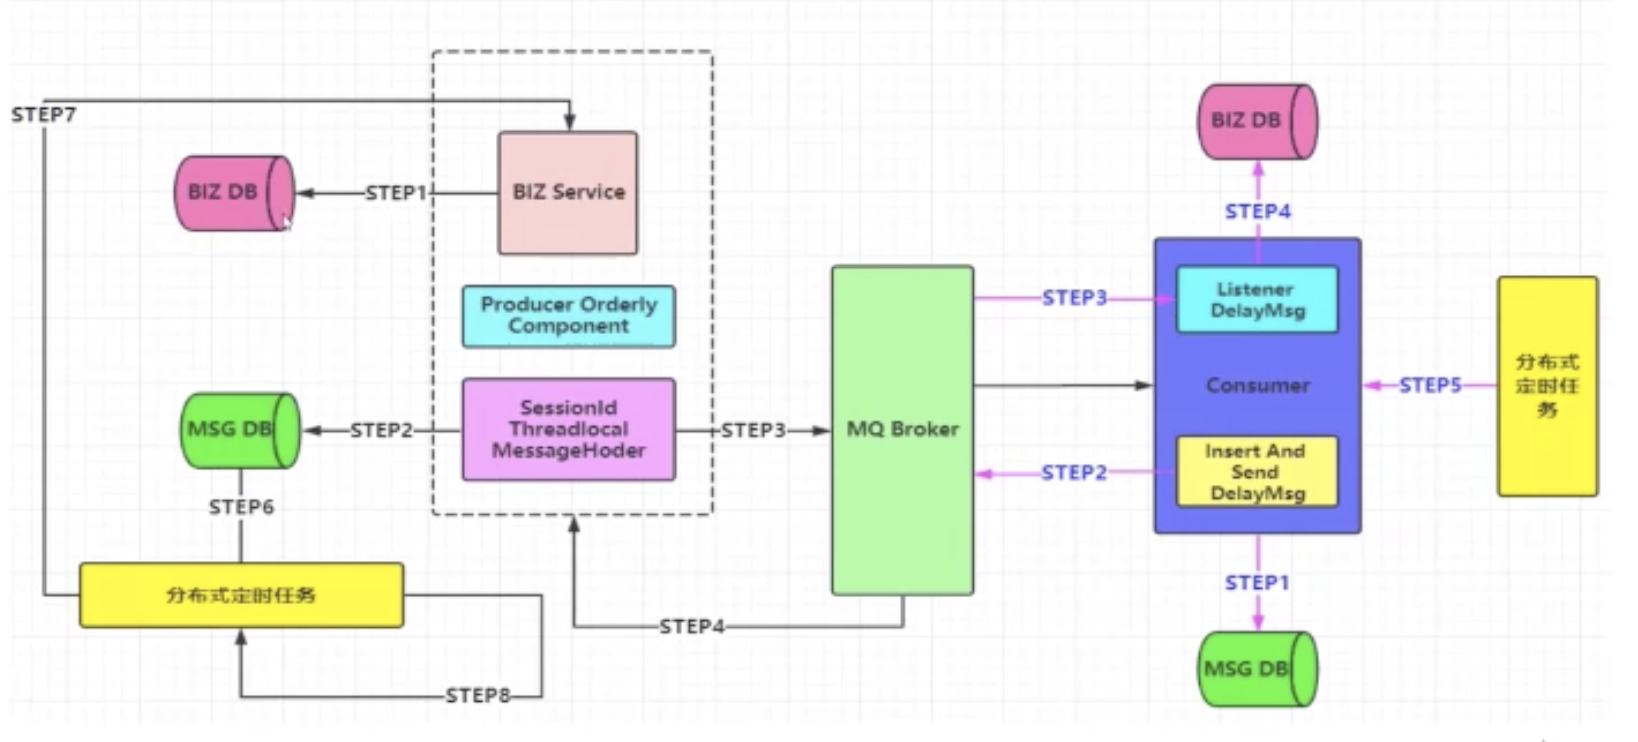 STEP7
BIZ DB
STEP1
BIZ Service
Producer Orderly
Component
MSG DB
STEP2
SessionId
Threadlocal
MessageHoder
STEP3
MQ Broker
STEP6
分布式定时任务
STEP4
STEP8
BIZ DB
STEP4
STEP3
Listener
DelayMsg
Consumer
STEP5
分布式
定时任
务
STEP2
Insert And
Send
DelayMsg
STEP1
MSG DB